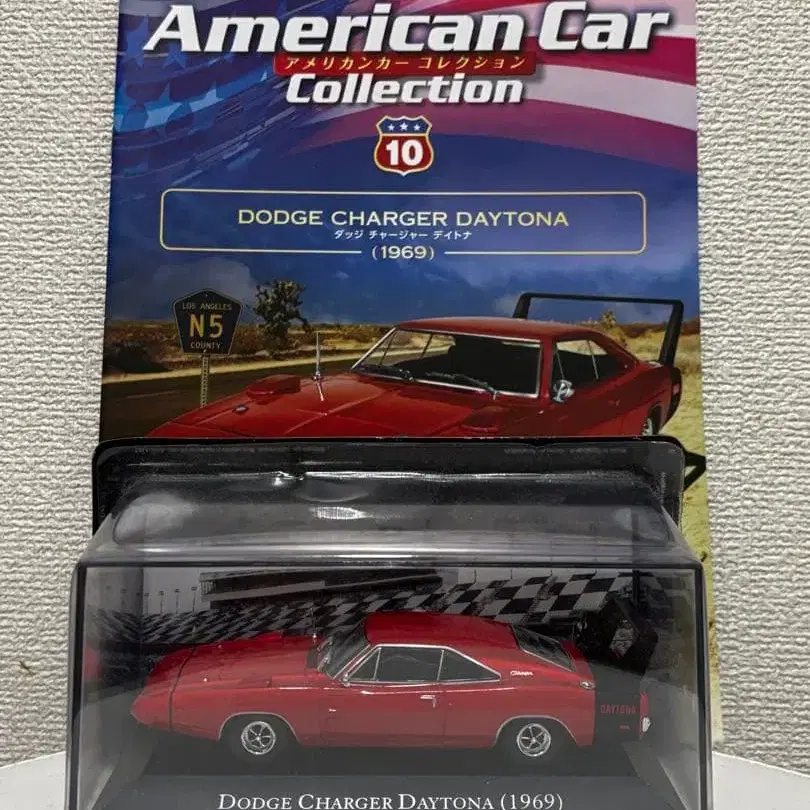 American Car
アメリカンカー コレクション
Collection
10
DODGE CHARGER DAYTONA
ダッジ チャージャー デイトナ
(1969)
LOS ANGELES
N5
COUNTY
Charger
DAYTONA
DODGE CHARGER DAYTONA (1969)